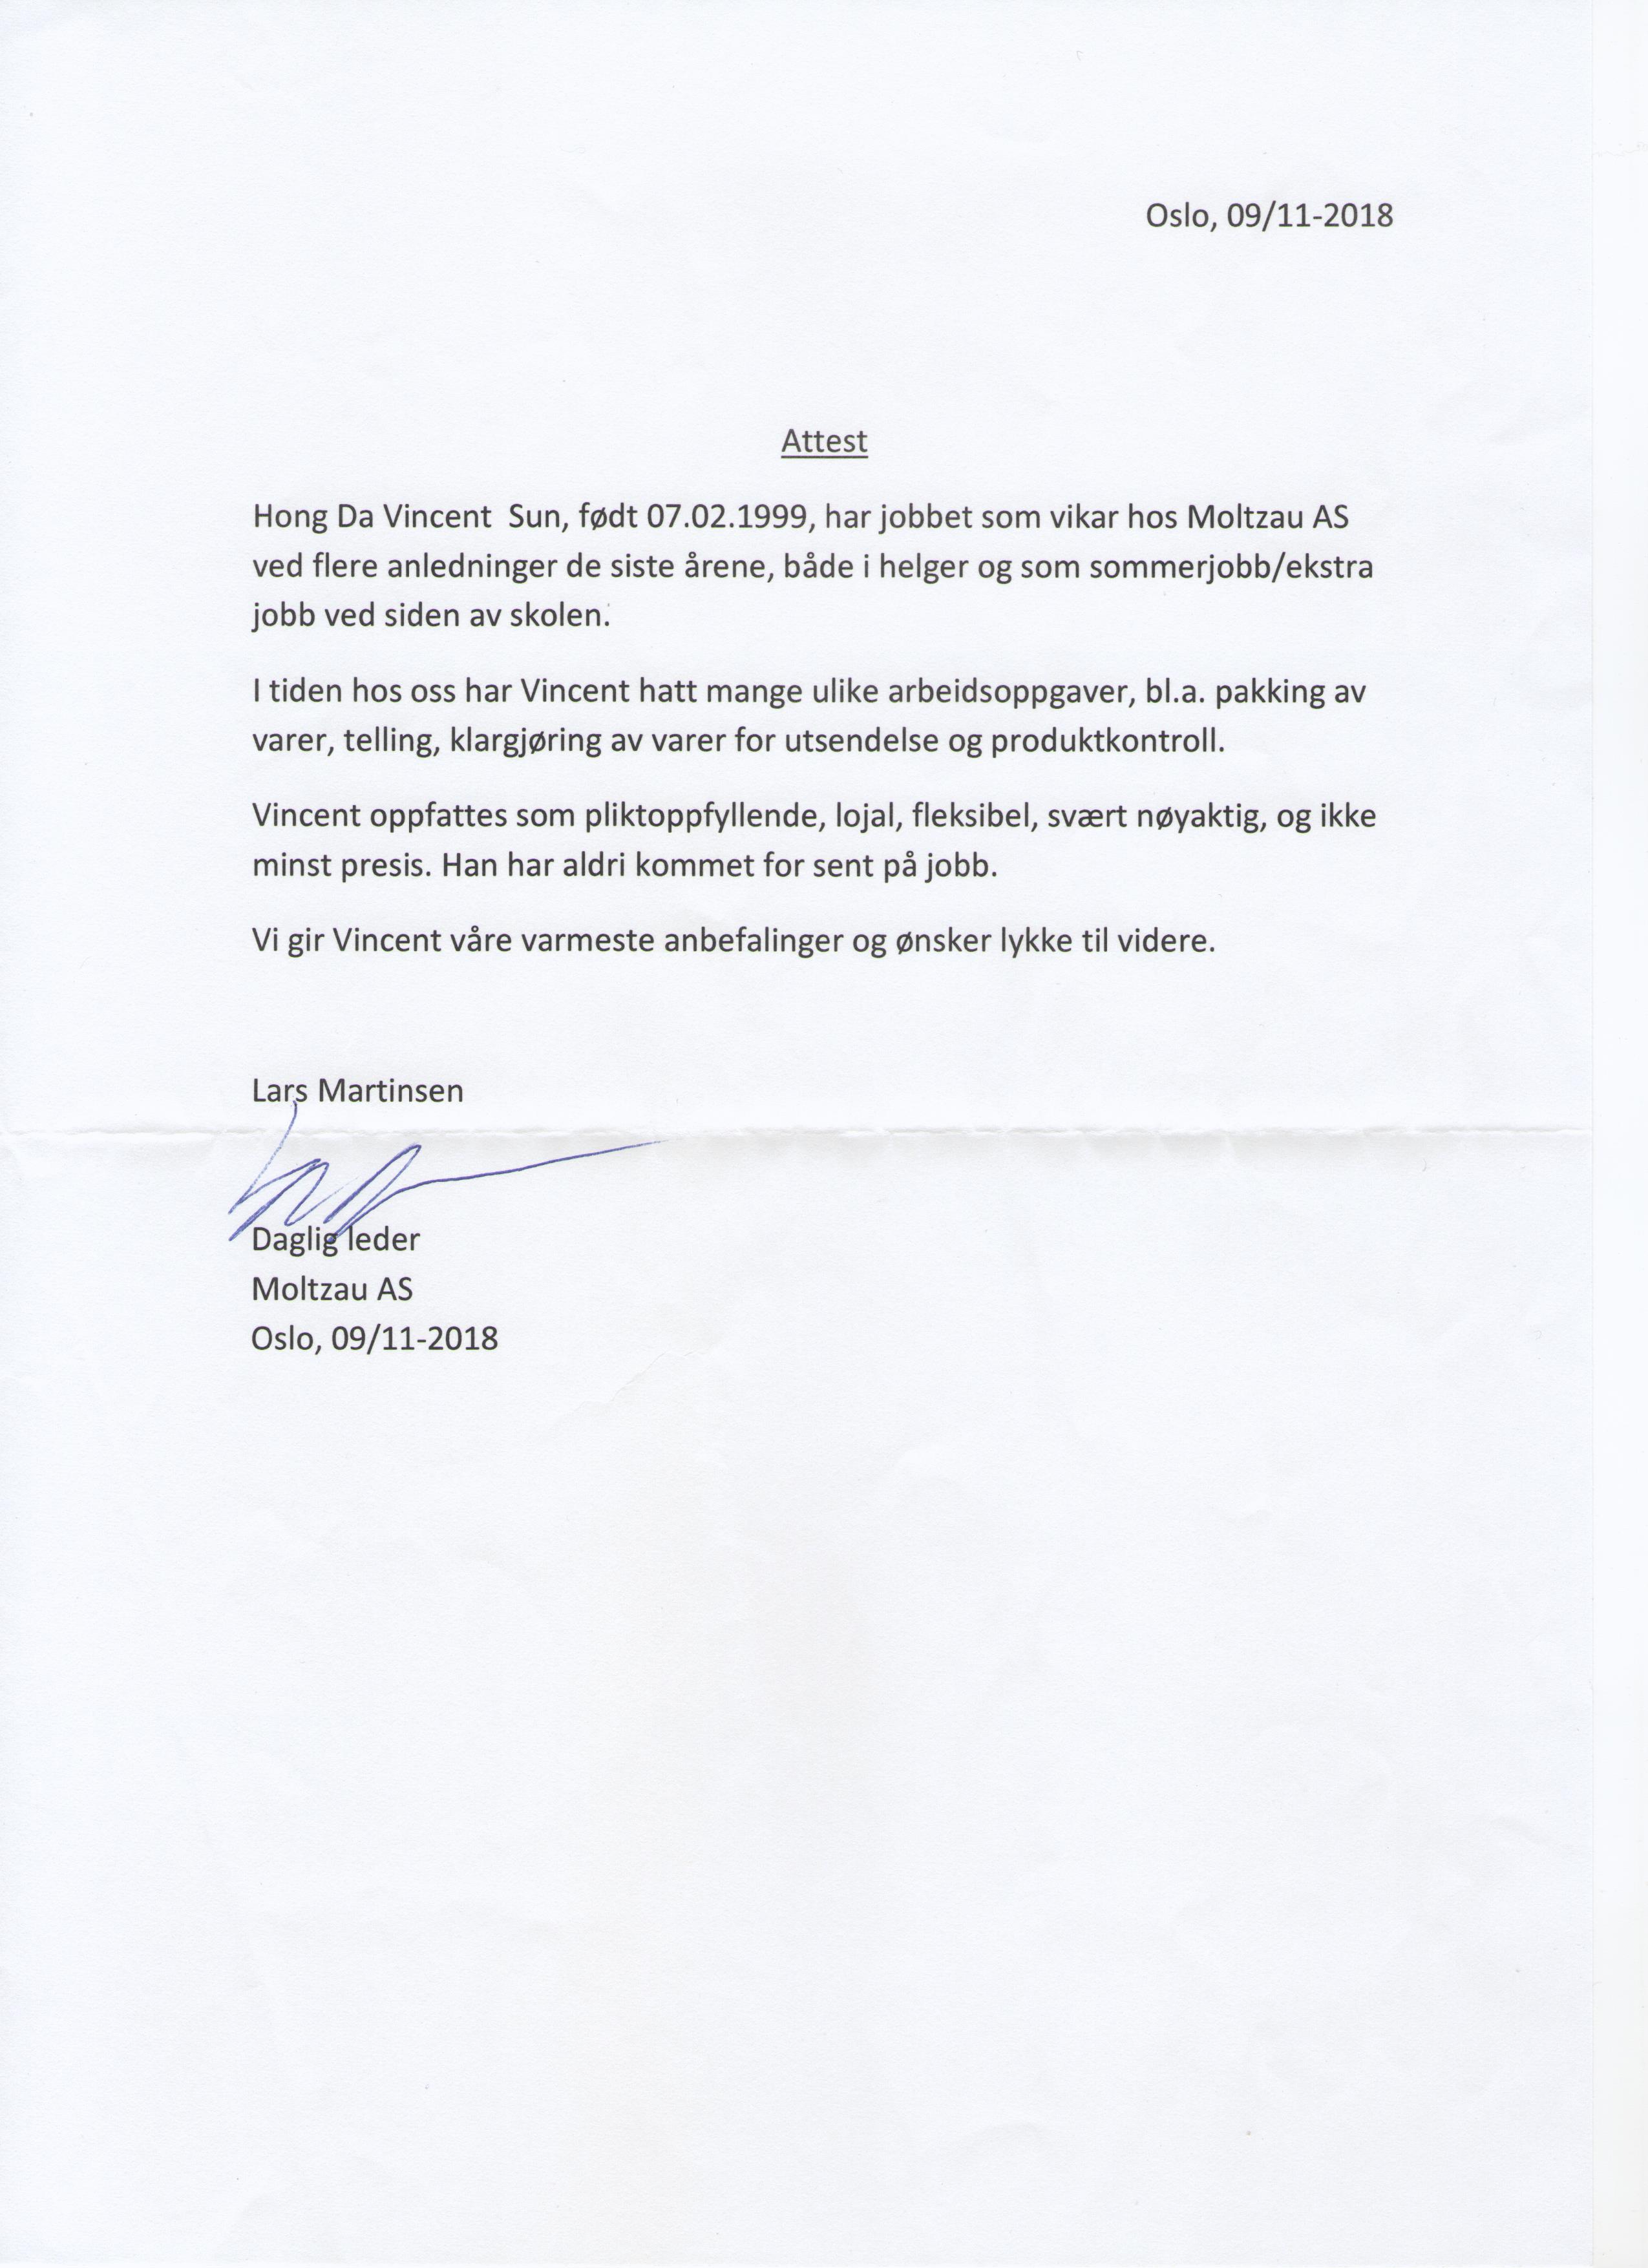 Oslo, 09/11-2018
Attest
Hong Da Vincent  Sun, født 07.02.1999, har jobbet som vikar hos Moltzau AS
ved flere anledninger de siste årene, både i helger og som sommerjobb/ekstra
jobb ved siden av skolen.
I tiden hos oss har Vincent hatt mange ulike arbeidsoppgaver, bl.a. pakking av
varer, telling, klargjøring av varer for utsendelse og produktkontroll.
Vincent oppfattes som pliktoppfyllende, lojal, fleksibel, svært nøyaktig, og ikke
minst presis. Han har aldri kommet for sent på jobb.
Vi gir Vincent våre varmeste anbefalinger og ønsker lykke til videre.
Lars Martinsen
Daglig leder
Moltzau AS
Oslo, 09/11-2018